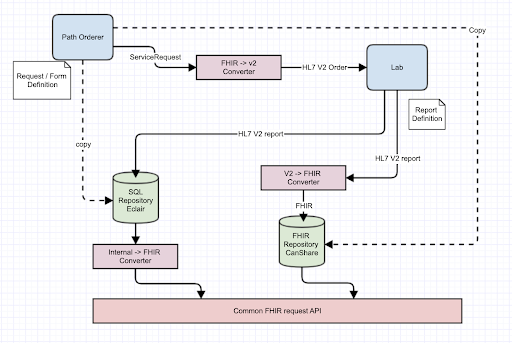 Path Orderer
Copy
ServiceRequest
FHIR -> v2
Converter
HL7 V2 Order
Lab
Request / Form
Definition
Report
Definition
copy
HL7 V2 report
HL7 V2 report
V2 -> FHIR
Converter
SQL
Repository
Eclair
FHIR
FHIR
Repository
CanShare
Internal -> FHIR
Converter
Common FHIR request API